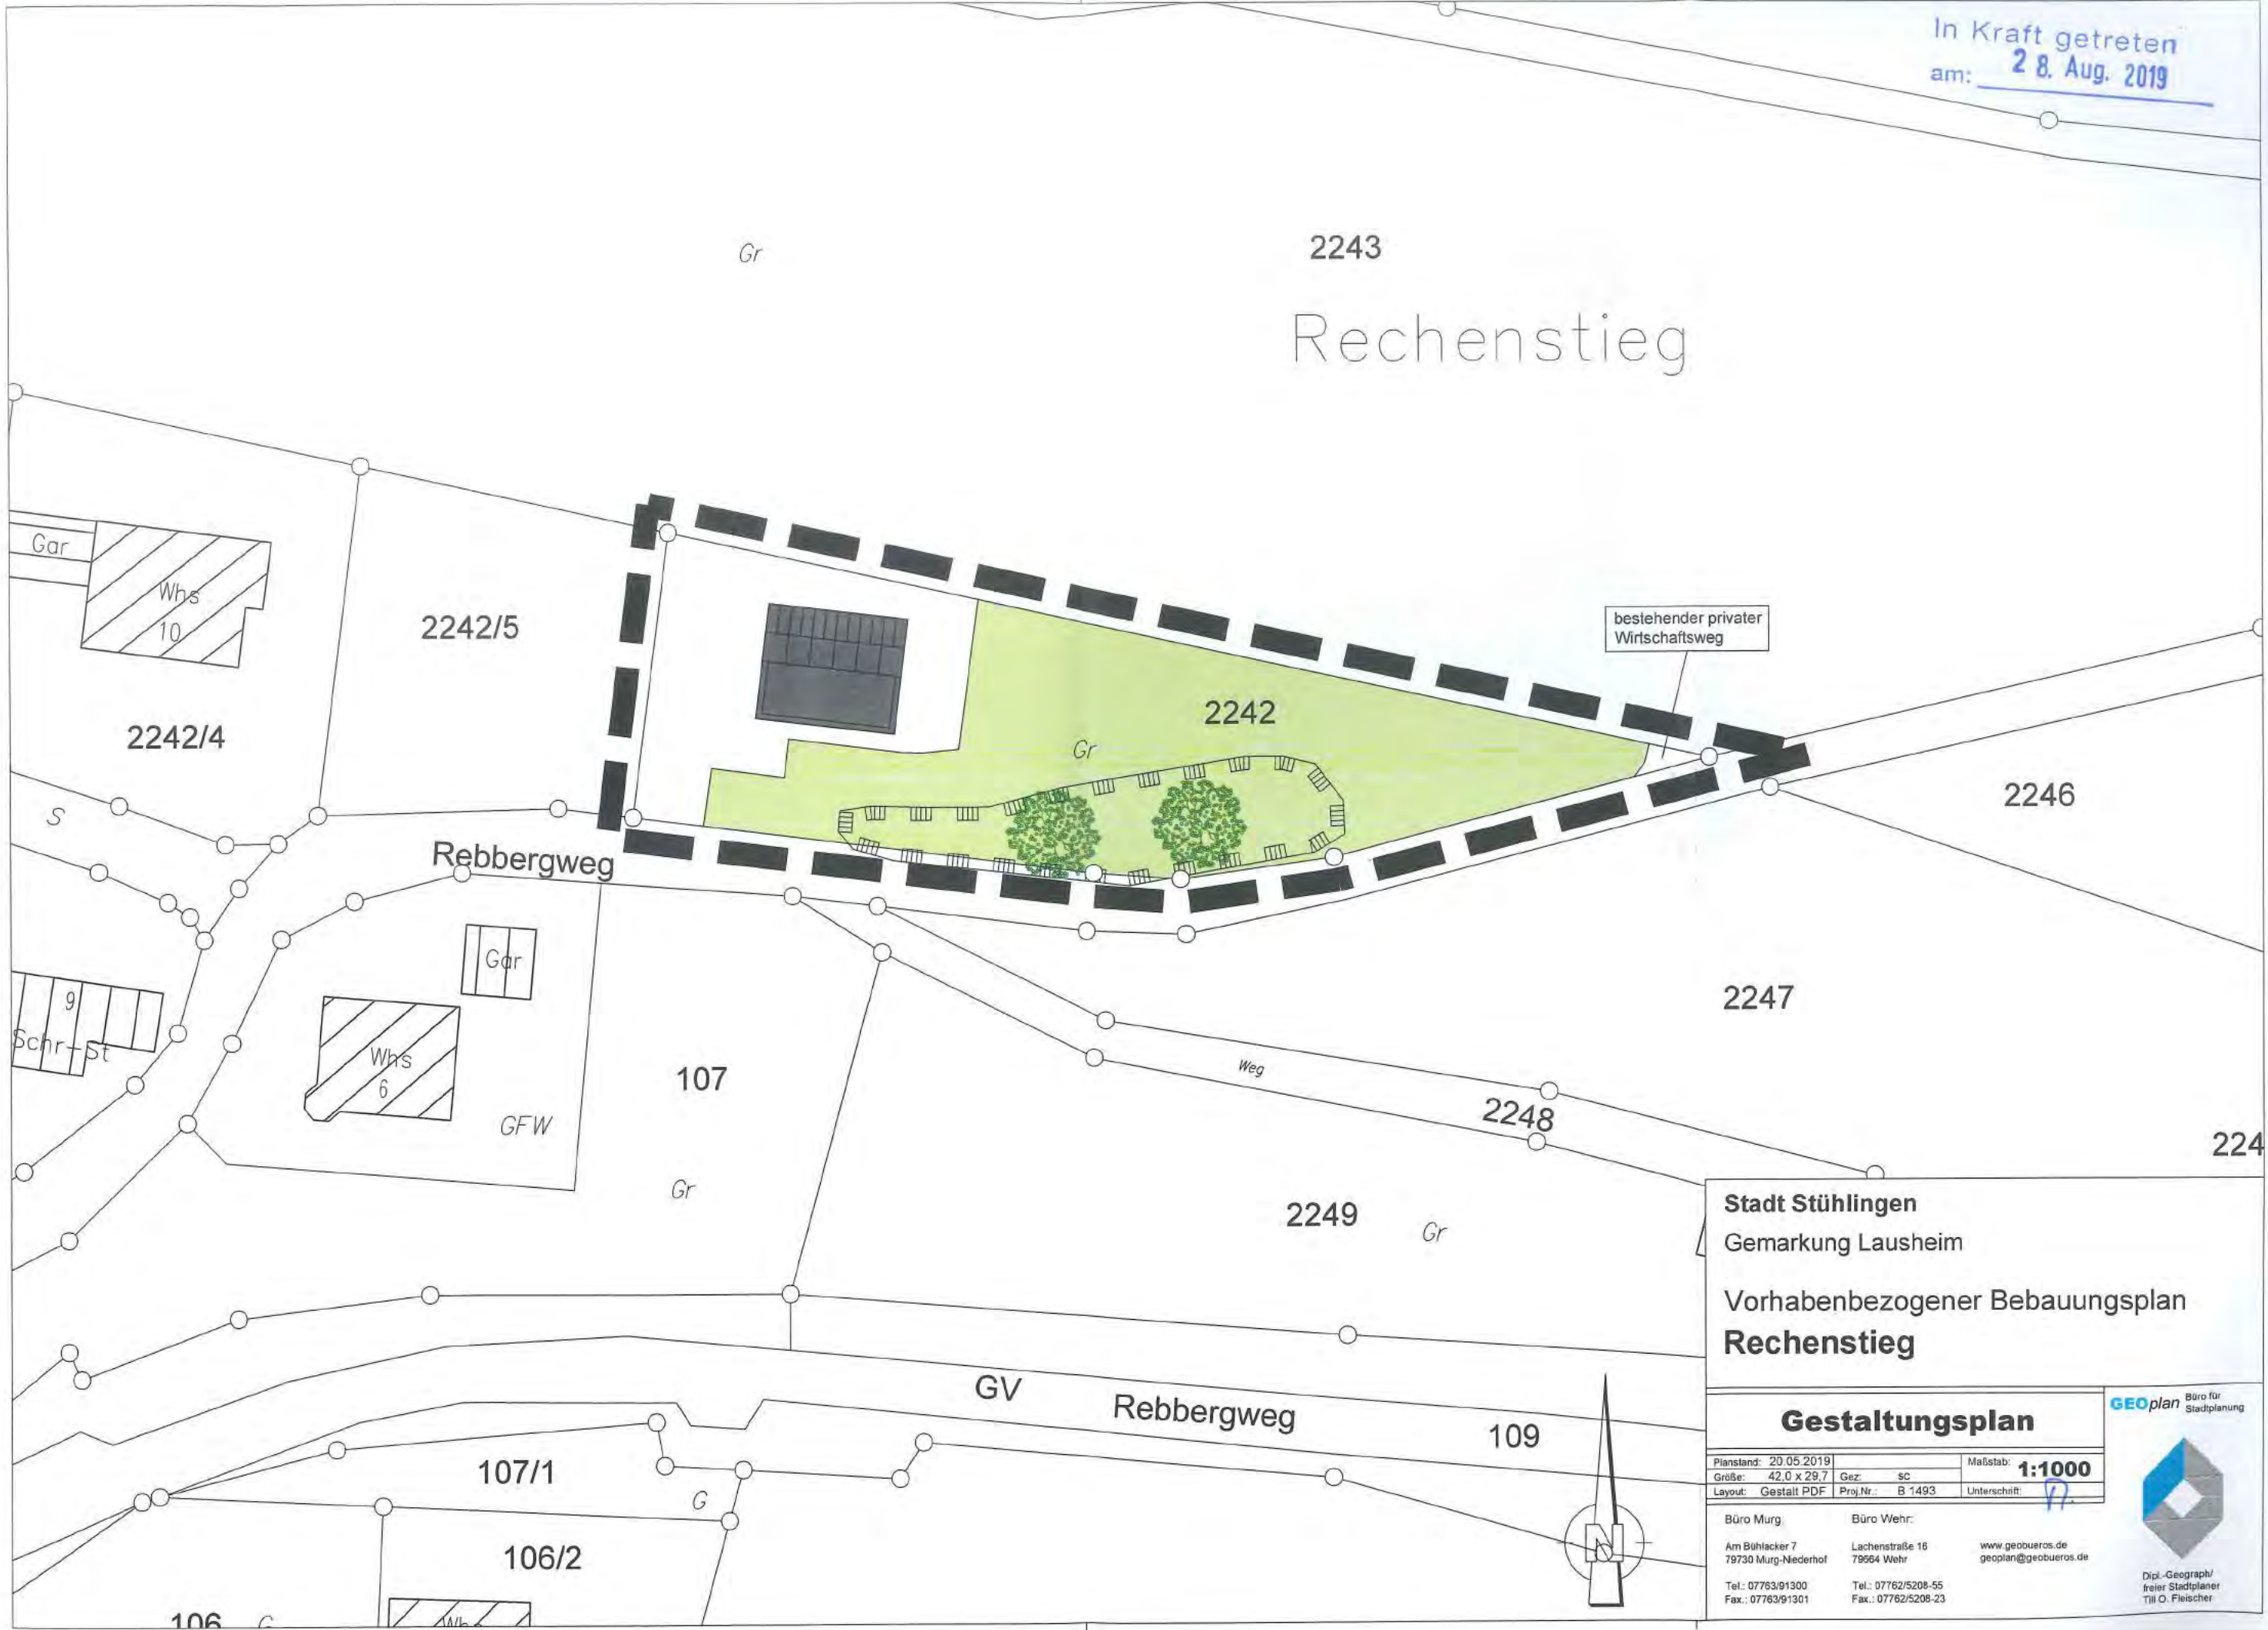 In Kraft getreten
am: 28. Aug. 2019
Gr
2243
Rechenstieg
Gar
Whs
10
2242/5
bestehender privater
Wirtschaftsweg
2242
Gr
2242/4
2246
S
Rebbergweg
Gar
9
Schr-St
Whs
6
GFW
107
2247
Weg
2248
224
Gr
2249
Gr
GV
Rebbergweg
109
107/1
G
106/2
106
G
N
Stadt Stühlingen
Gemarkung Lausheim
Vorhabenbezogener Bebauungsplan
Rechenstieg
Gestaltungsplan
Planstand: 20.05.2019
Maßstab: 1:1000
Größe: 42,0 x 29,7 Gez: sc
Layout: Gestalt PDF Proj.Nr.: B 1493 Unterschrift:
GEOplan Büro für
Stadtplanung
Büro Murg
Am Bühlacker 7
79730 Murg-Niederhof
Tel.: 07763/91300
Fax.: 07763/91301
Büro Wehr:
Lachenstraße 16
79664 Wehr
Tel.: 07762/5208-55
Fax.: 07762/5208-23
www.geobueros.de
geoplan@geobueros.de
Dipl.-Geograph/
freier Stadtplaner
Till O. Fleischer